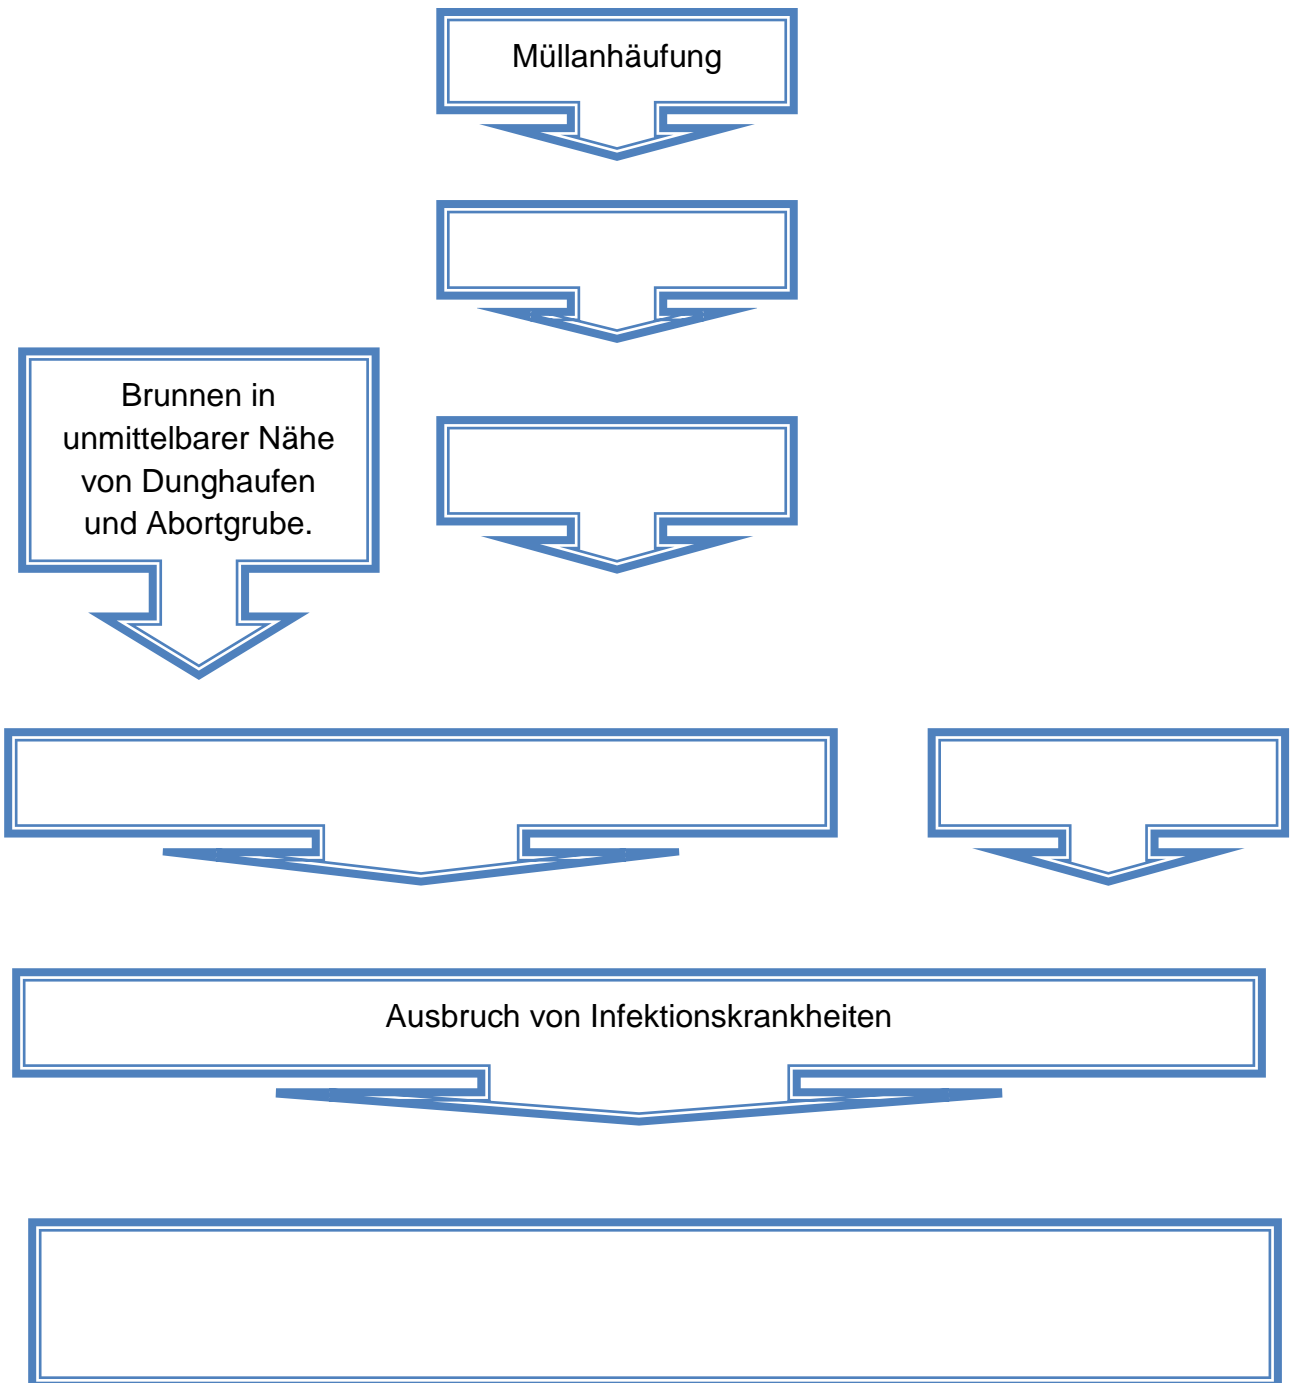 Müllanhäufung
Brunnen in
unmittelbarer Nähe
von Dunghaufen
und Abortgrube.
Ausbruch von Infektionskrankheiten